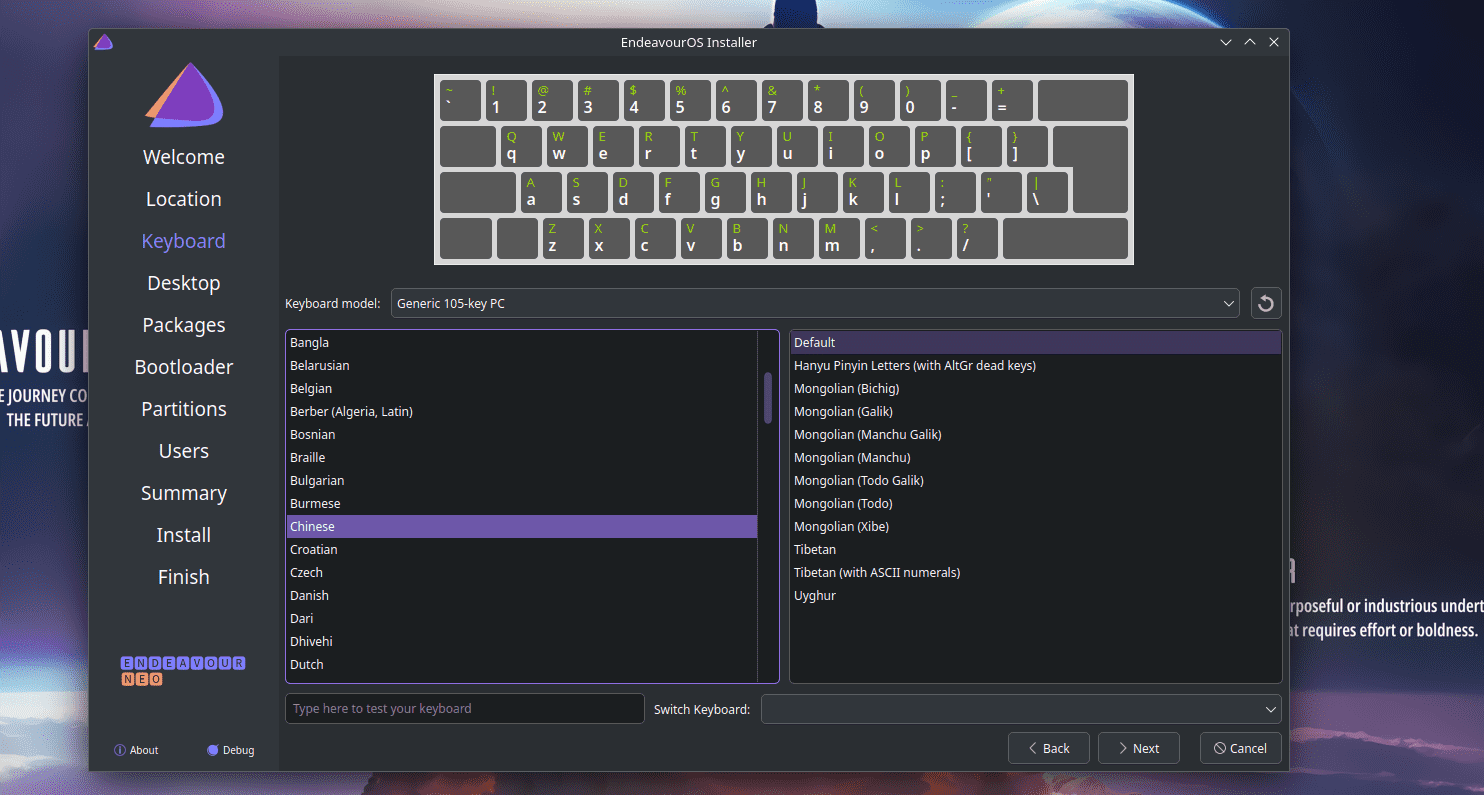 EndeavourOS Installer
Welcome
Location
Keyboard
Desktop
Packages
Bootloader
Partitions
Users
Summary
Install
Finish
ENDEAVOUR
NEO
About
Debug
~ ! @ # $ % ^ & * ( ) _ +
` 1 2 3 4 5 6 7 8 9 0 - =
Q W E R T Y U I O P { }
q w e r t y u i o p [ ]
A S D F G H J K L : " |
a s d f g h j k l ; ' \
Z X C V B N M < > ?
z x c v b n m , . /
Keyboard model: Generic 105-key PC
Bangla
Belarusian
Belgian
Berber (Algeria, Latin)
Bosnian
Braille
Bulgarian
Burmese
Chinese
Croatian
Czech
Danish
Dari
Dhivehi
Dutch
Default
Hanyu Pinyin Letters (with AltGr dead keys)
Mongolian (Bichig)
Mongolian (Galik)
Mongolian (Manchu Galik)
Mongolian (Manchu)
Mongolian (Todo Galik)
Mongolian (Todo)
Mongolian (Xibe)
Tibetan
Tibetan (with ASCII numerals)
Uyghur
Type here to test your keyboard
Switch Keyboard:
Back
Next
Cancel
AVOU
E JOURNEY CO
THE FUTURE
R
rposeful or industrious undert
at requires effort or boldness.